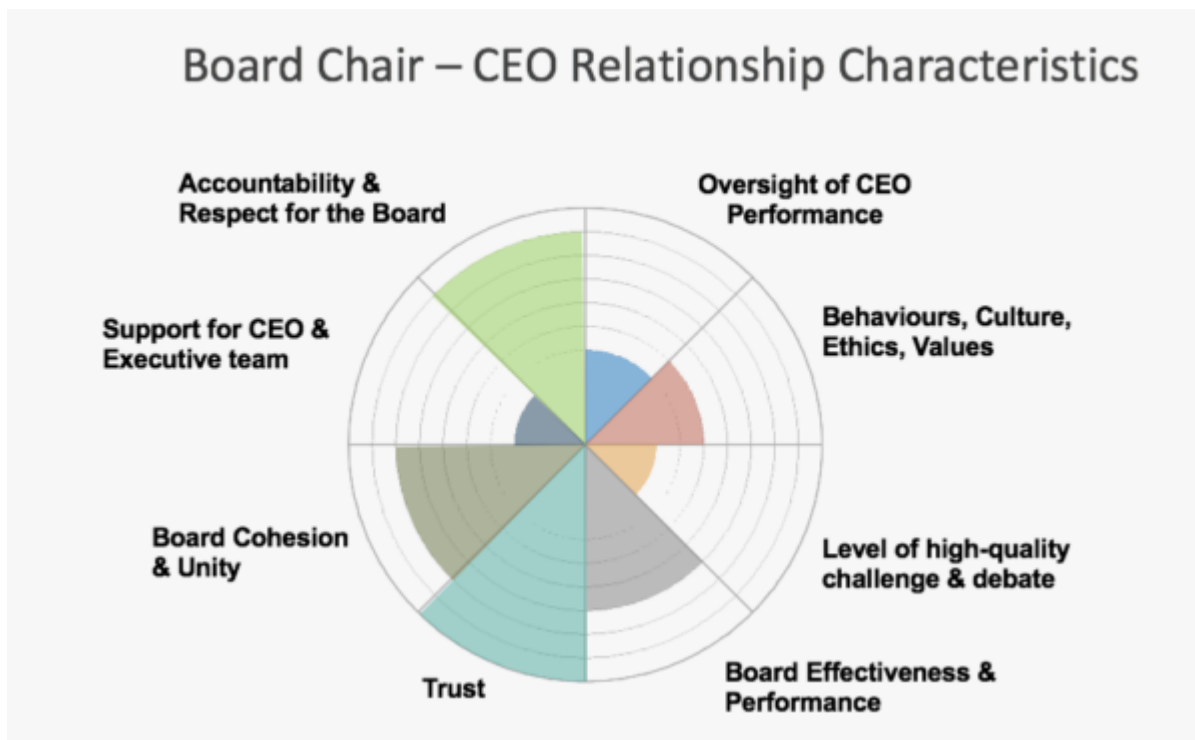 Board Chair – CEO Relationship Characteristics
Accountability &
Respect for the Board
Oversight of CEO
Performance
Support for CEO &
Executive team
Behaviours, Culture,
Ethics, Values
Board Cohesion
& Unity
Level of high-quality
challenge & debate
Trust
Board Effectiveness &
Performance